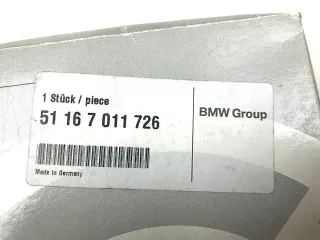 1 Stück / piece
51 16 7 011 726
BMW Group
Made in Germany